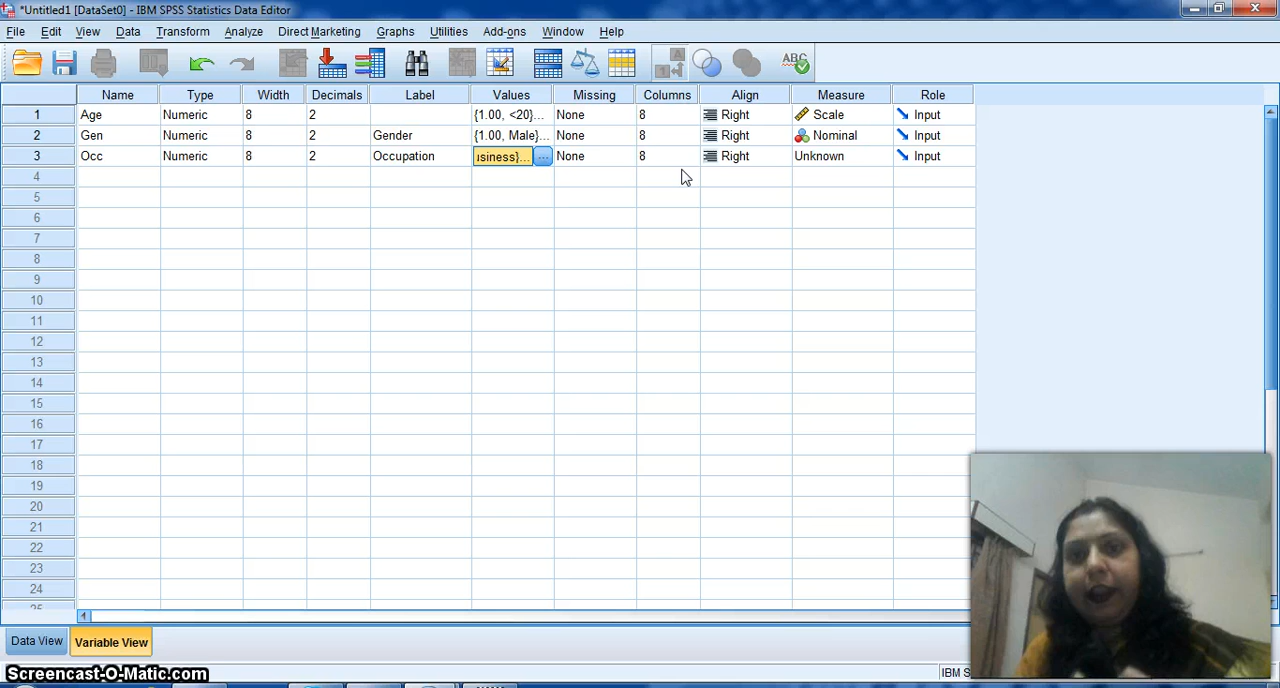 *Untitled1 [DataSet0] - IBM SPSS Statistics Data Editor
File Edit View Data Transform Analyze Direct Marketing Graphs Utilities Add-ons Window Help
A
1
ABC
Name Type Width Decimals Label Values Missing Columns Align Measure Role
1 Age Numeric 8 2 {1.00, <20}... None 8 Right Scale Input
2 Gen Numeric 8 2 Gender {1.00, Male}... None 8 Right Nominal Input
3 Occ Numeric 8 2 Occupation usiness}... ... None 8 Right Unknown Input
4
5
6
7
8
9
10
11
12
13
14
15
16
17
18
19
20
21
22
23
24
25
Data View Variable View
Screencast-O-Matic.com IBM S